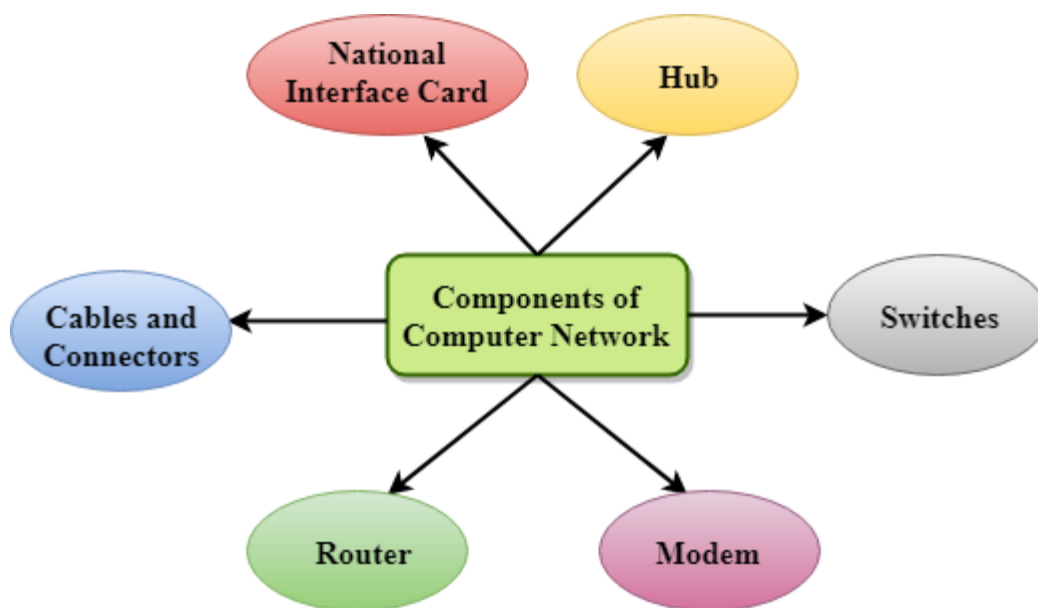 National
Interface Card
Hub
Components of
Computer Network
Cables and
Connectors
Switches
Router
Modem